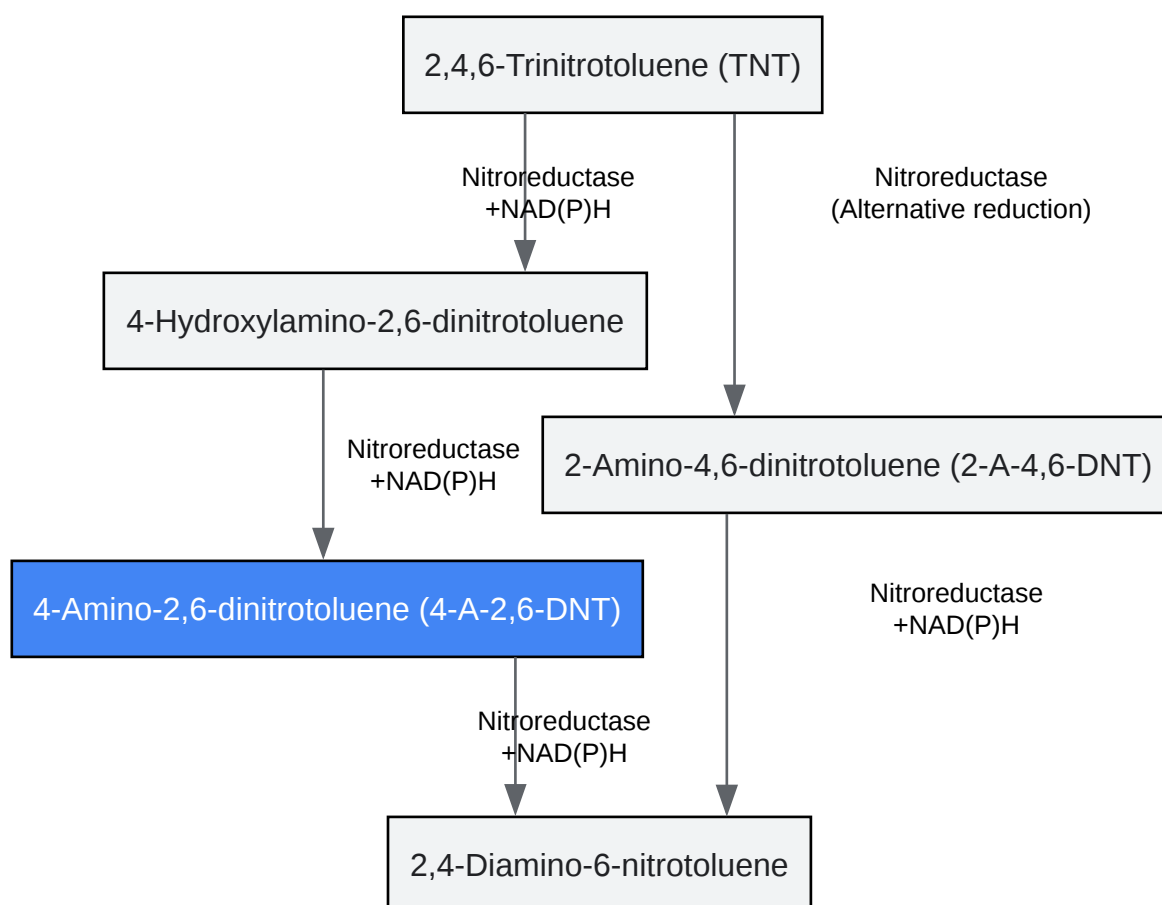 2,4,6-Trinitrotoluene (TNT)
Nitroreductase
+NAD(P)H
Nitroreductase
(Alternative reduction)
4-Hydroxylamino-2,6-dinitrotoluene
Nitroreductase
+NAD(P)H
2-Amino-4,6-dinitrotoluene (2-A-4,6-DNT)
4-Amino-2,6-dinitrotoluene (4-A-2,6-DNT)
Nitroreductase
+NAD(P)H
Nitroreductase
+NAD(P)H
2,4-Diamino-6-nitrotoluene